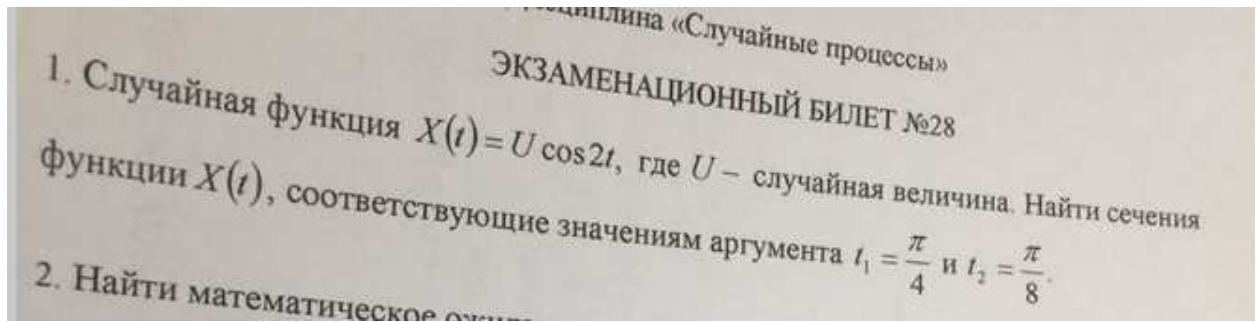 «Случайные процессы»
ЭКЗАМЕНАЦИОННЫЙ БИЛЕТ №28
1. Случайная функция X(t) = U cos2t, где U – случайная величина. Найти сечения
функции X(t), соответствующие значениям аргумента t₁ = π/4 и t₂ = π/8.
2. Найти математическое